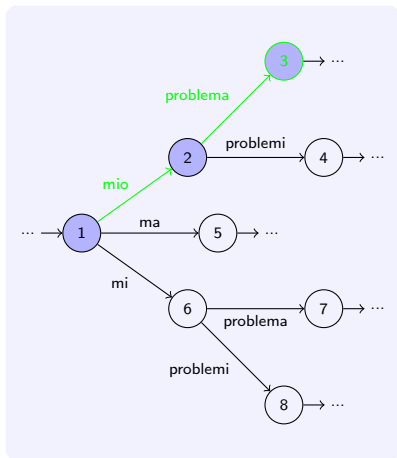 3 ...
problema
problemi
2 4 ...
mio
ma
... 1 5 ...
mi
6 7 ...
problema
problemi
8 ...